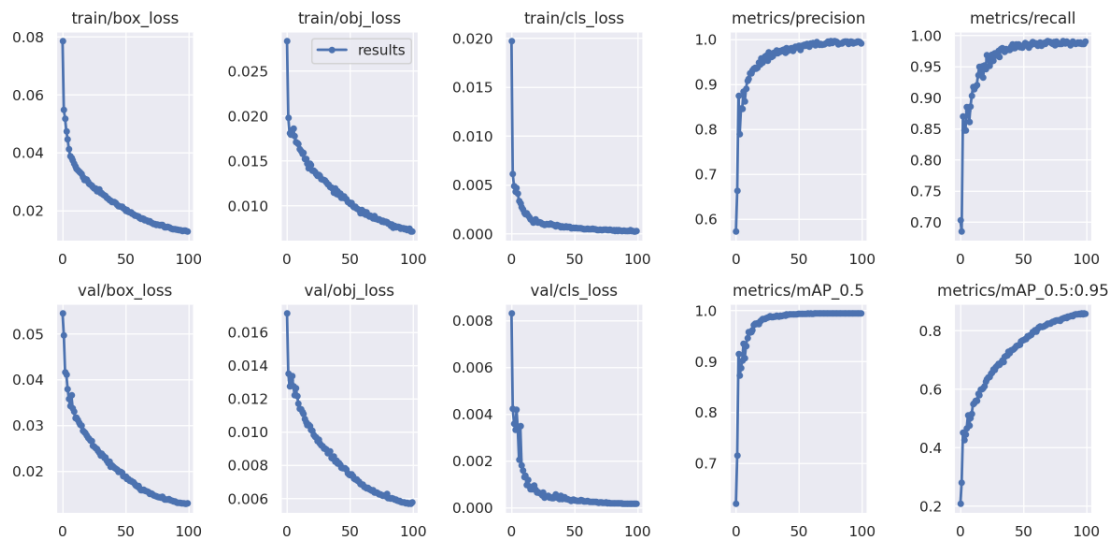 train/box_loss
train/obj_loss
train/cls_loss
metrics/precision
metrics/recall
0.08
0.06
0.04
0.02
0 50 100
results
0.025
0.020
0.015
0.010
0 50 100
0.020
0.015
0.010
0.005
0.000
0 50 100
1.0
0.9
0.8
0.7
0.6
0 50 100
1.00
0.95
0.90
0.85
0.80
0.75
0.70
0 50 100
val/box_loss
val/obj_loss
val/cls_loss
metrics/mAP_0.5
metrics/mAP_0.5:0.95
0.05
0.04
0.03
0.02
0 50 100
0.016
0.014
0.012
0.010
0.008
0.006
0 50 100
0.008
0.006
0.004
0.002
0.000
0 50 100
1.0
0.9
0.8
0.7
0 50 100
0.8
0.6
0.4
0.2
0 50 100